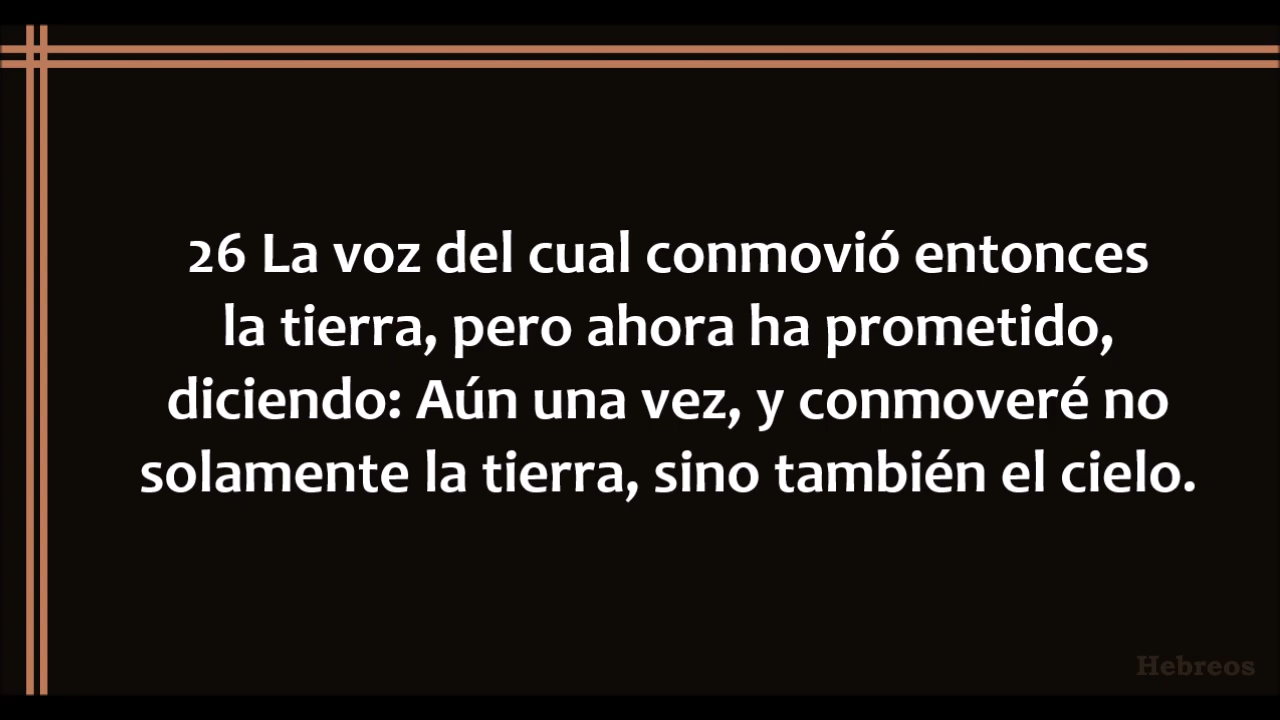 26 La voz del cual conmovió entonces
la tierra, pero ahora ha prometido,
diciendo: Aún una vez, y conmoveré no
solamente la tierra, sino también el cielo.
Hebreos